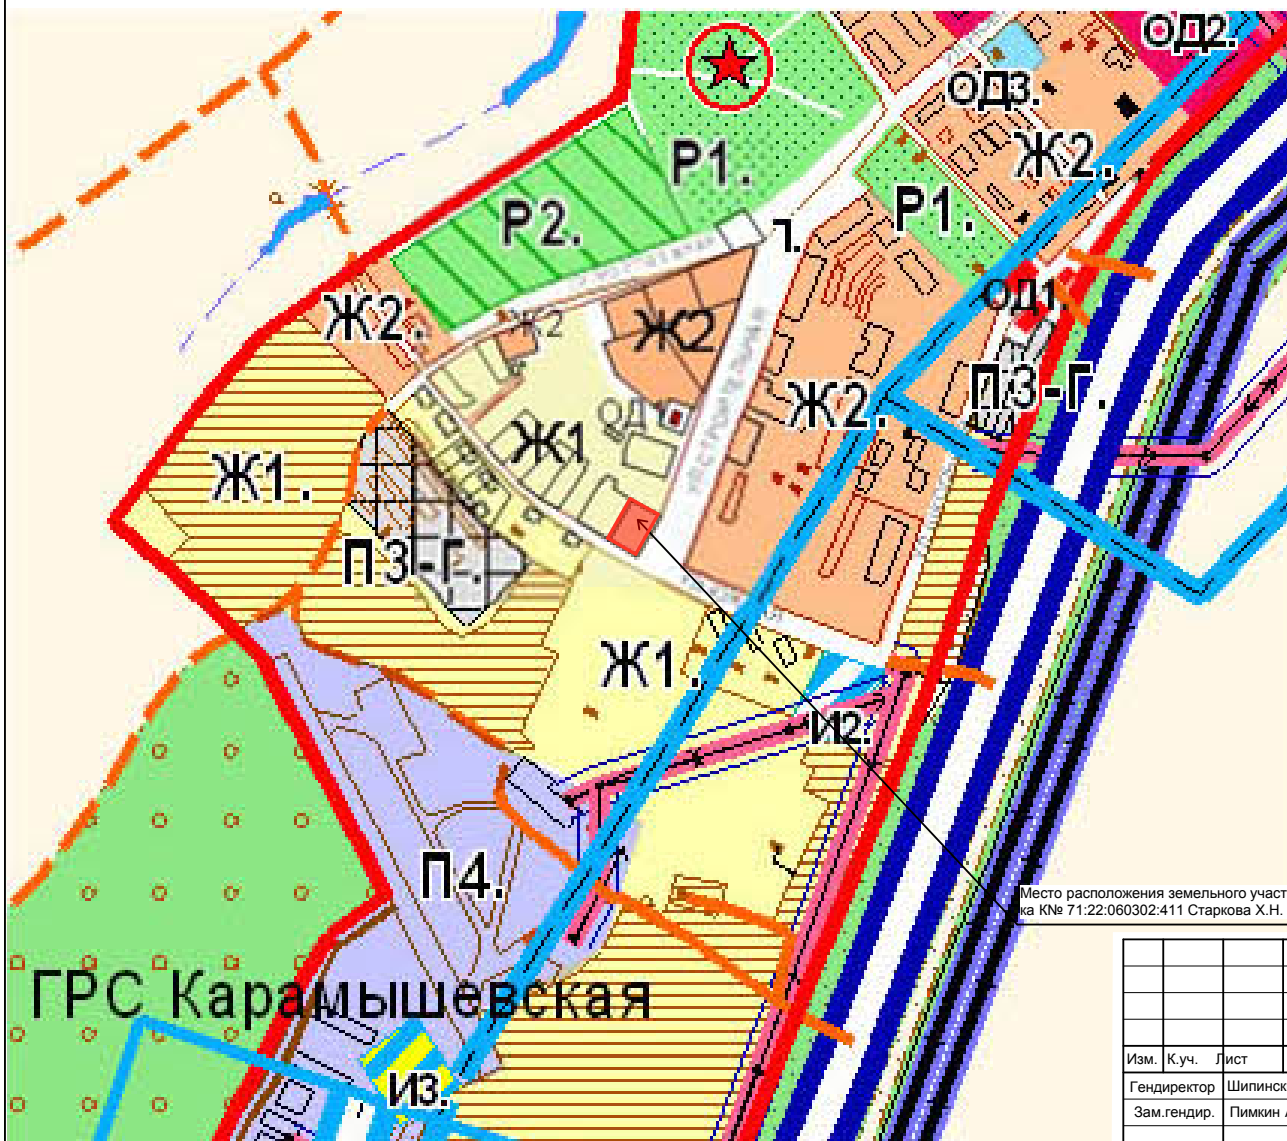 ОД2.
ОД3.
Ж2.
Р1.
Р1.
Р2.
ОД1
Ж2.
Ж2
Ж2
Ж2.
П3-Г.
ОД
Ж1
Ж1.
П3-Г.
Ж1.
И2.
П4.
Место расположения земельного участ
ка К№ 71:22:060302:411 Старкова Х.Н.
ГРС Карамышевская
И3.
Изм. К.уч. Лист
Гендиректор Шипинск
Зам.гендир. Пимкин